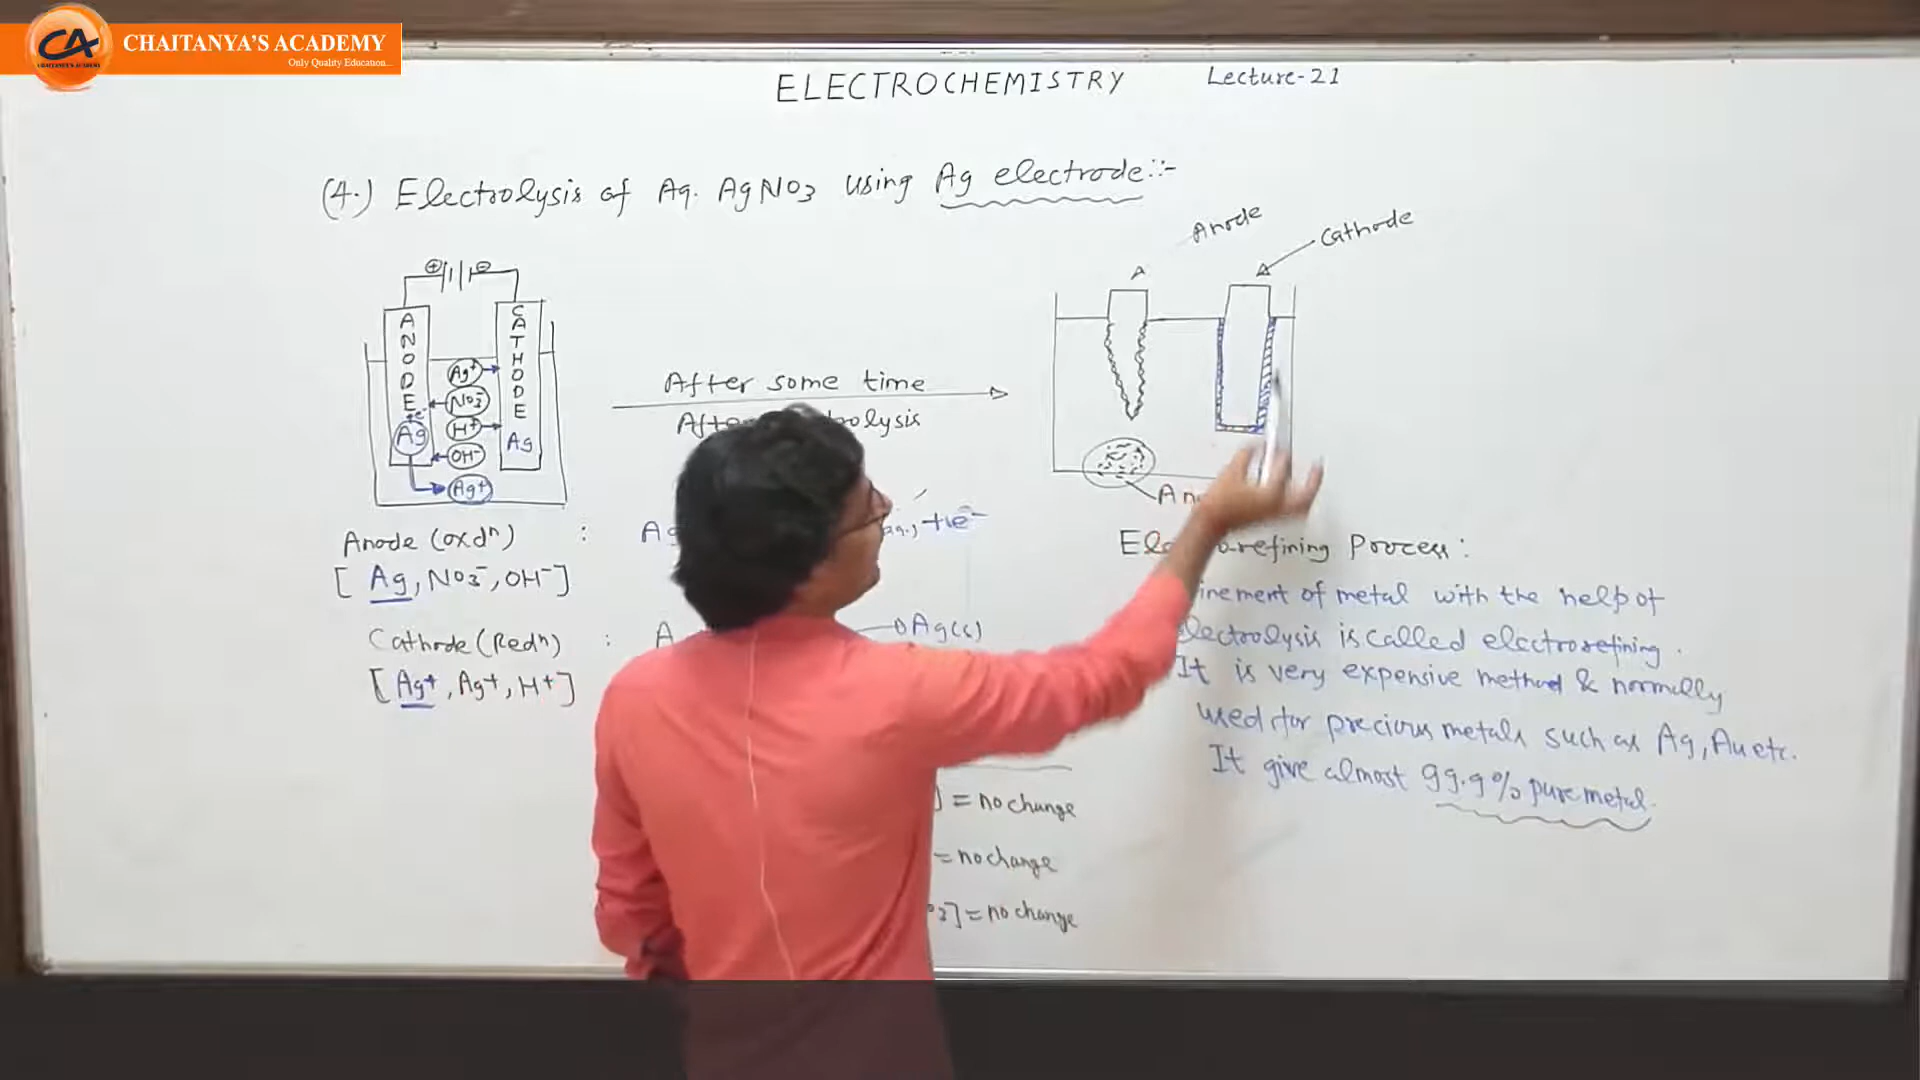 CHAITANYA'S ACADEMY
Only Quality Education...
CA
CHAITANYA'S ACADEMY
ELECTROCHEMISTRY Lecture-21
(4.) Electrolysis of Aq. AgNO3 using Ag electrode::-
Anode
Cathode
⊕ ⊖
ANODE
CATHODE
Ag+
NO3-
H+
OH-
Ag+
e-
Ag
Ag
After some time
Anode (oxdn) :
+1e-
[Ag, NO3-, OH-]
Cathode (Redn) :
Ag(s)
[Ag+, Ag+, H+]
refining Process:
of metal with the help of
is called electrorefining.
It is very expensive method & normally
used for precious metals such as Ag, Au etc.
It give almost 99.9% pure metal.
] = no change
= no change
] = no change